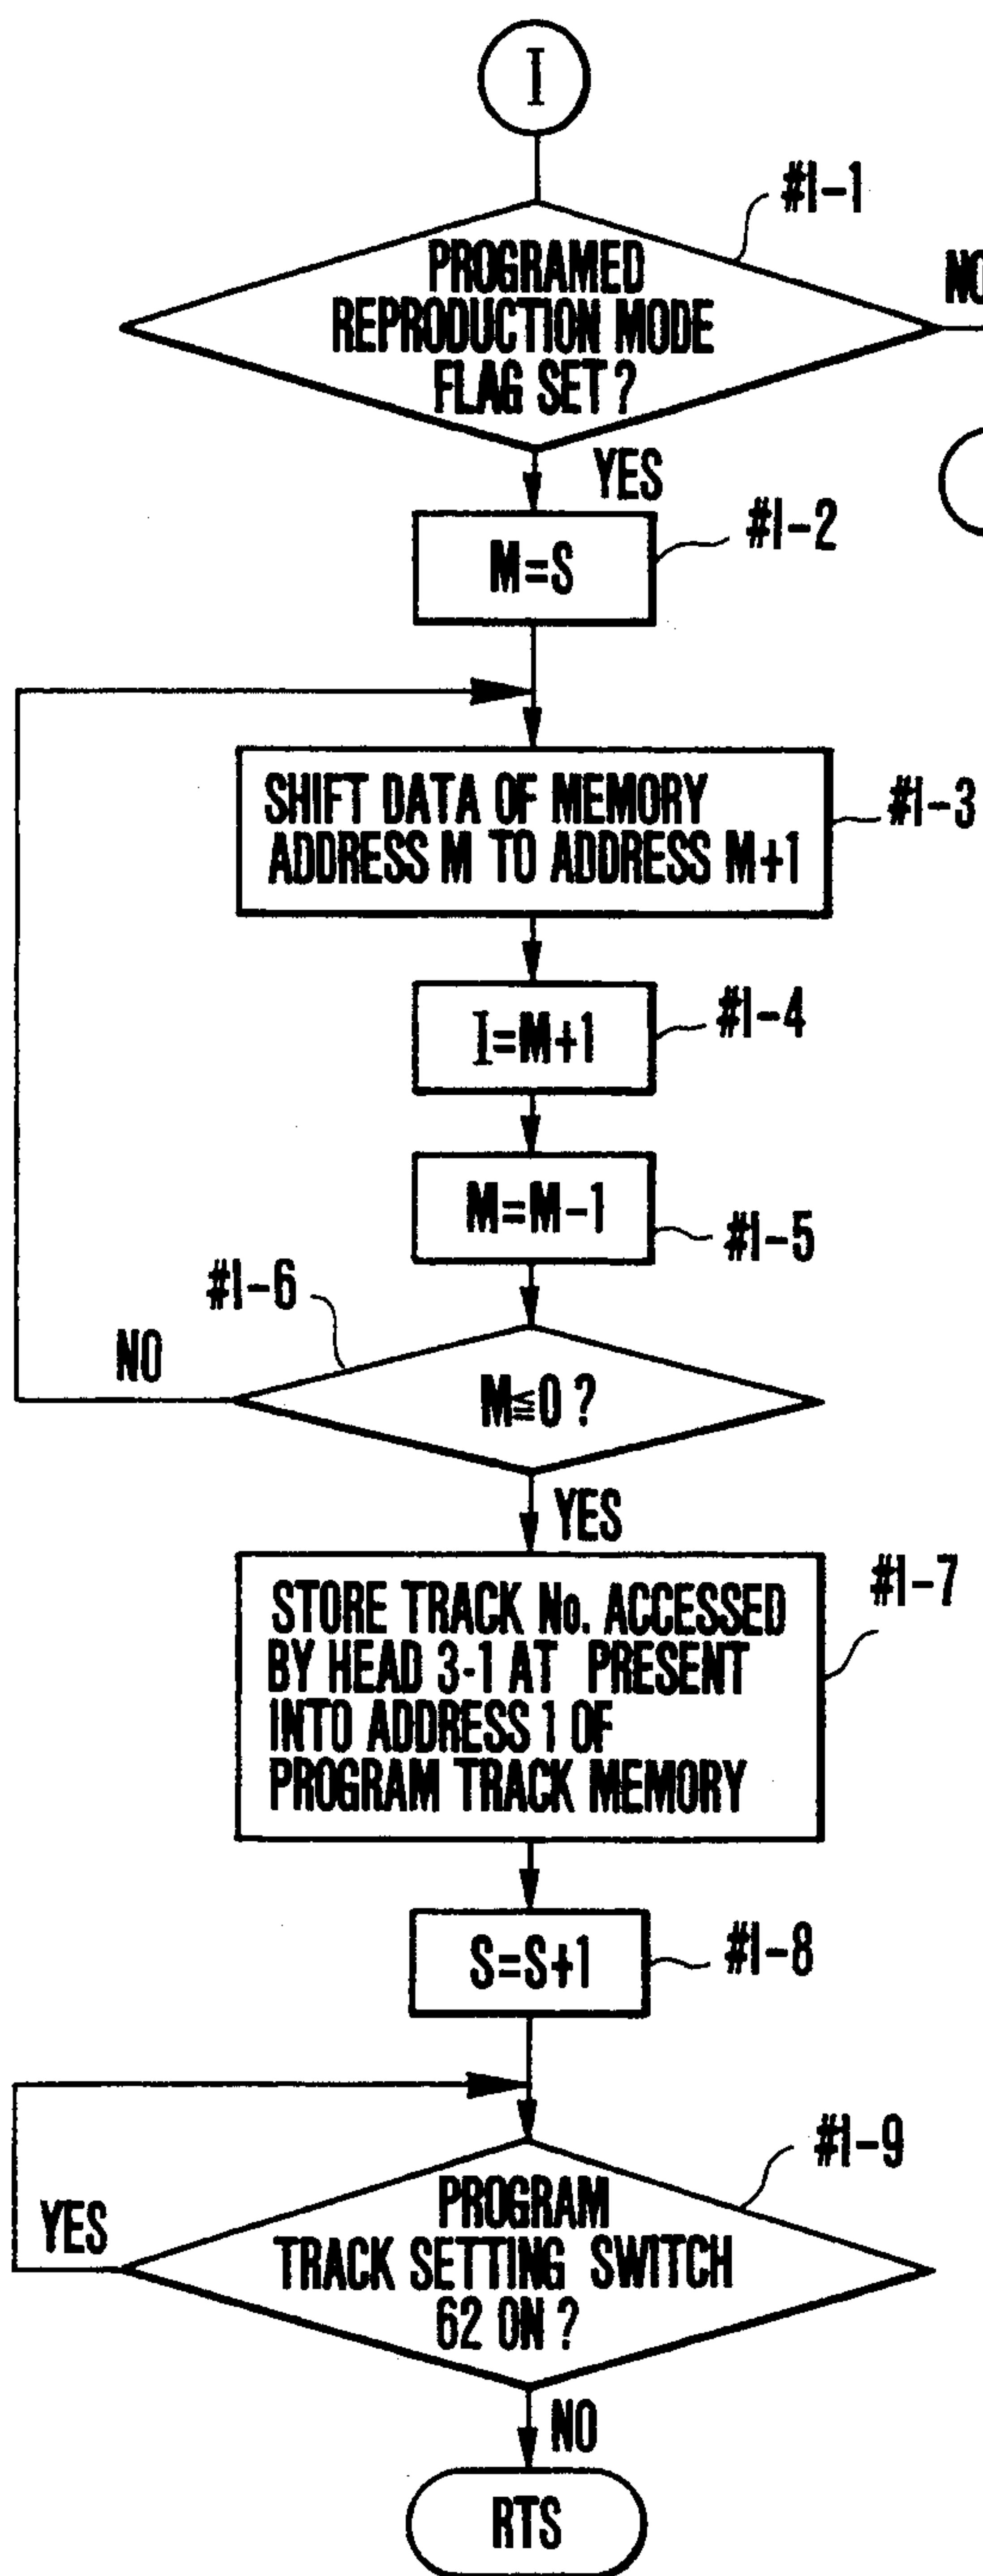 I
#I-1
PROGRAMED
REPRODUCTION MODE
FLAG SET?
NO
YES
#I-2
M=S
SHIFT DATA OF MEMORY
ADDRESS M TO ADDRESS M+1
#I-3
I=M+1
#I-4
M=M-1
#I-5
#I-6
NO
M≦0?
YES
STORE TRACK No. ACCESSED
BY HEAD 3-1 AT PRESENT
INTO ADDRESS 1 OF
PROGRAM TRACK MEMORY
#I-7
S=S+1
#I-8
#I-9
YES
PROGRAM
TRACK SETTING SWITCH
62 ON?
NO
RTS